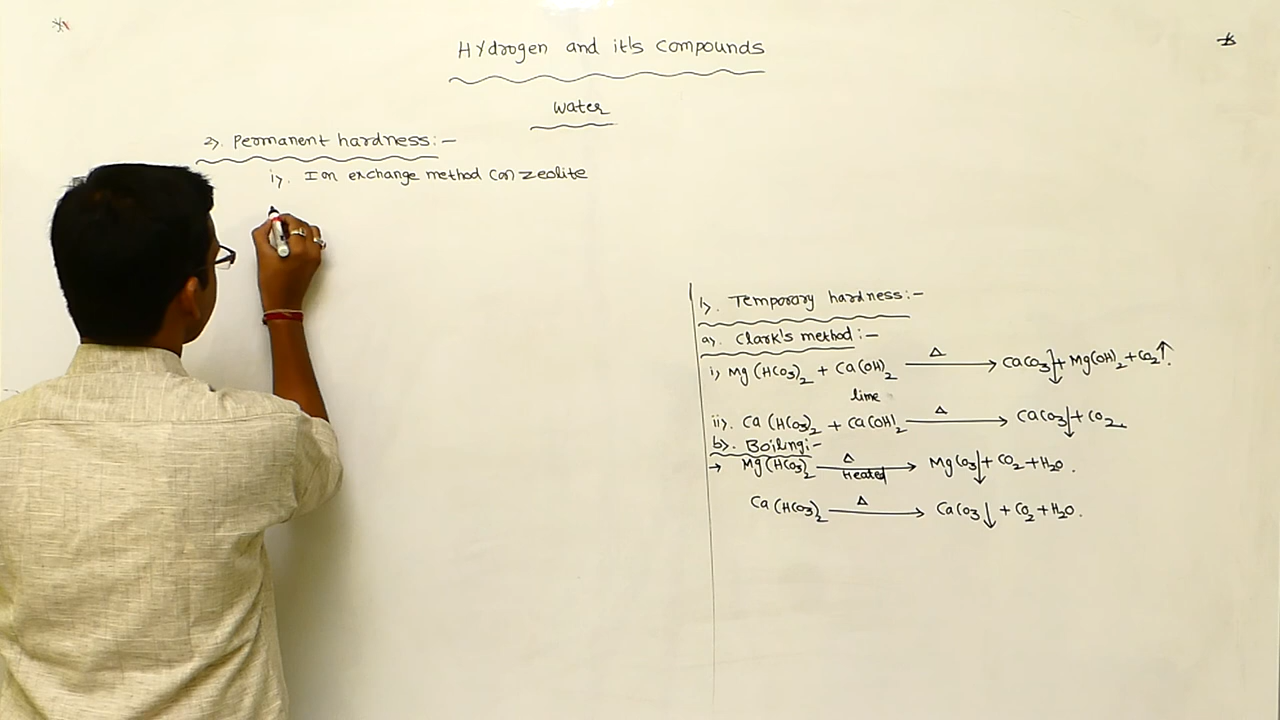 Hydrogen and it's compounds
Water
2). Permanent hardness:-
i). Ion exchange method (or) zeolite
1). Temporary hardness:-
a). Clark's method:-
i) Mg(HCO3)2 + Ca(OH)2 —Δ→ CaCO3↓ + Mg(OH)2 + CO2↑.
lime
ii). Ca(HCO3)2 + Ca(OH)2 —Δ→ CaCO3↓ + CO2.
b). Boiling:-
→ Mg(HCO3)2 —Δ→ MgCO3↓ + CO2 + H2O.
Heated
Ca(HCO3)2 —Δ→ CaCO3↓ + CO2 + H2O.